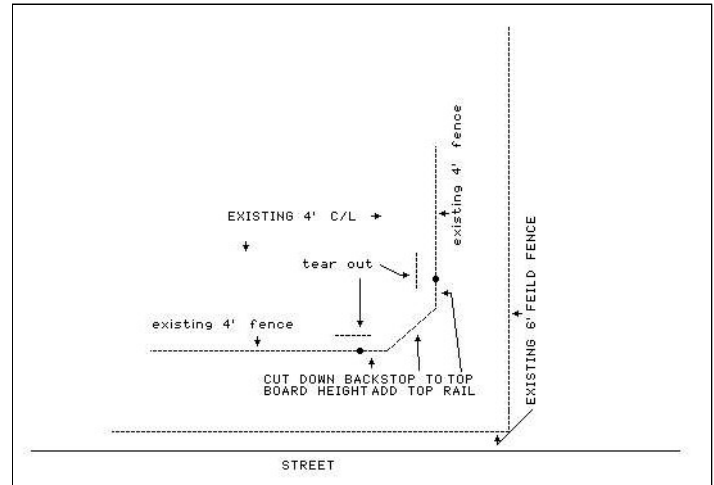 existing 4' fence
EXISTING 4' C/L
EXISTING 6' FEILD FENCE
tear out
existing 4' fence
CUT DOWN BACKSTOP TO TOP
BOARD HEIGHT ADD TOP RAIL
STREET